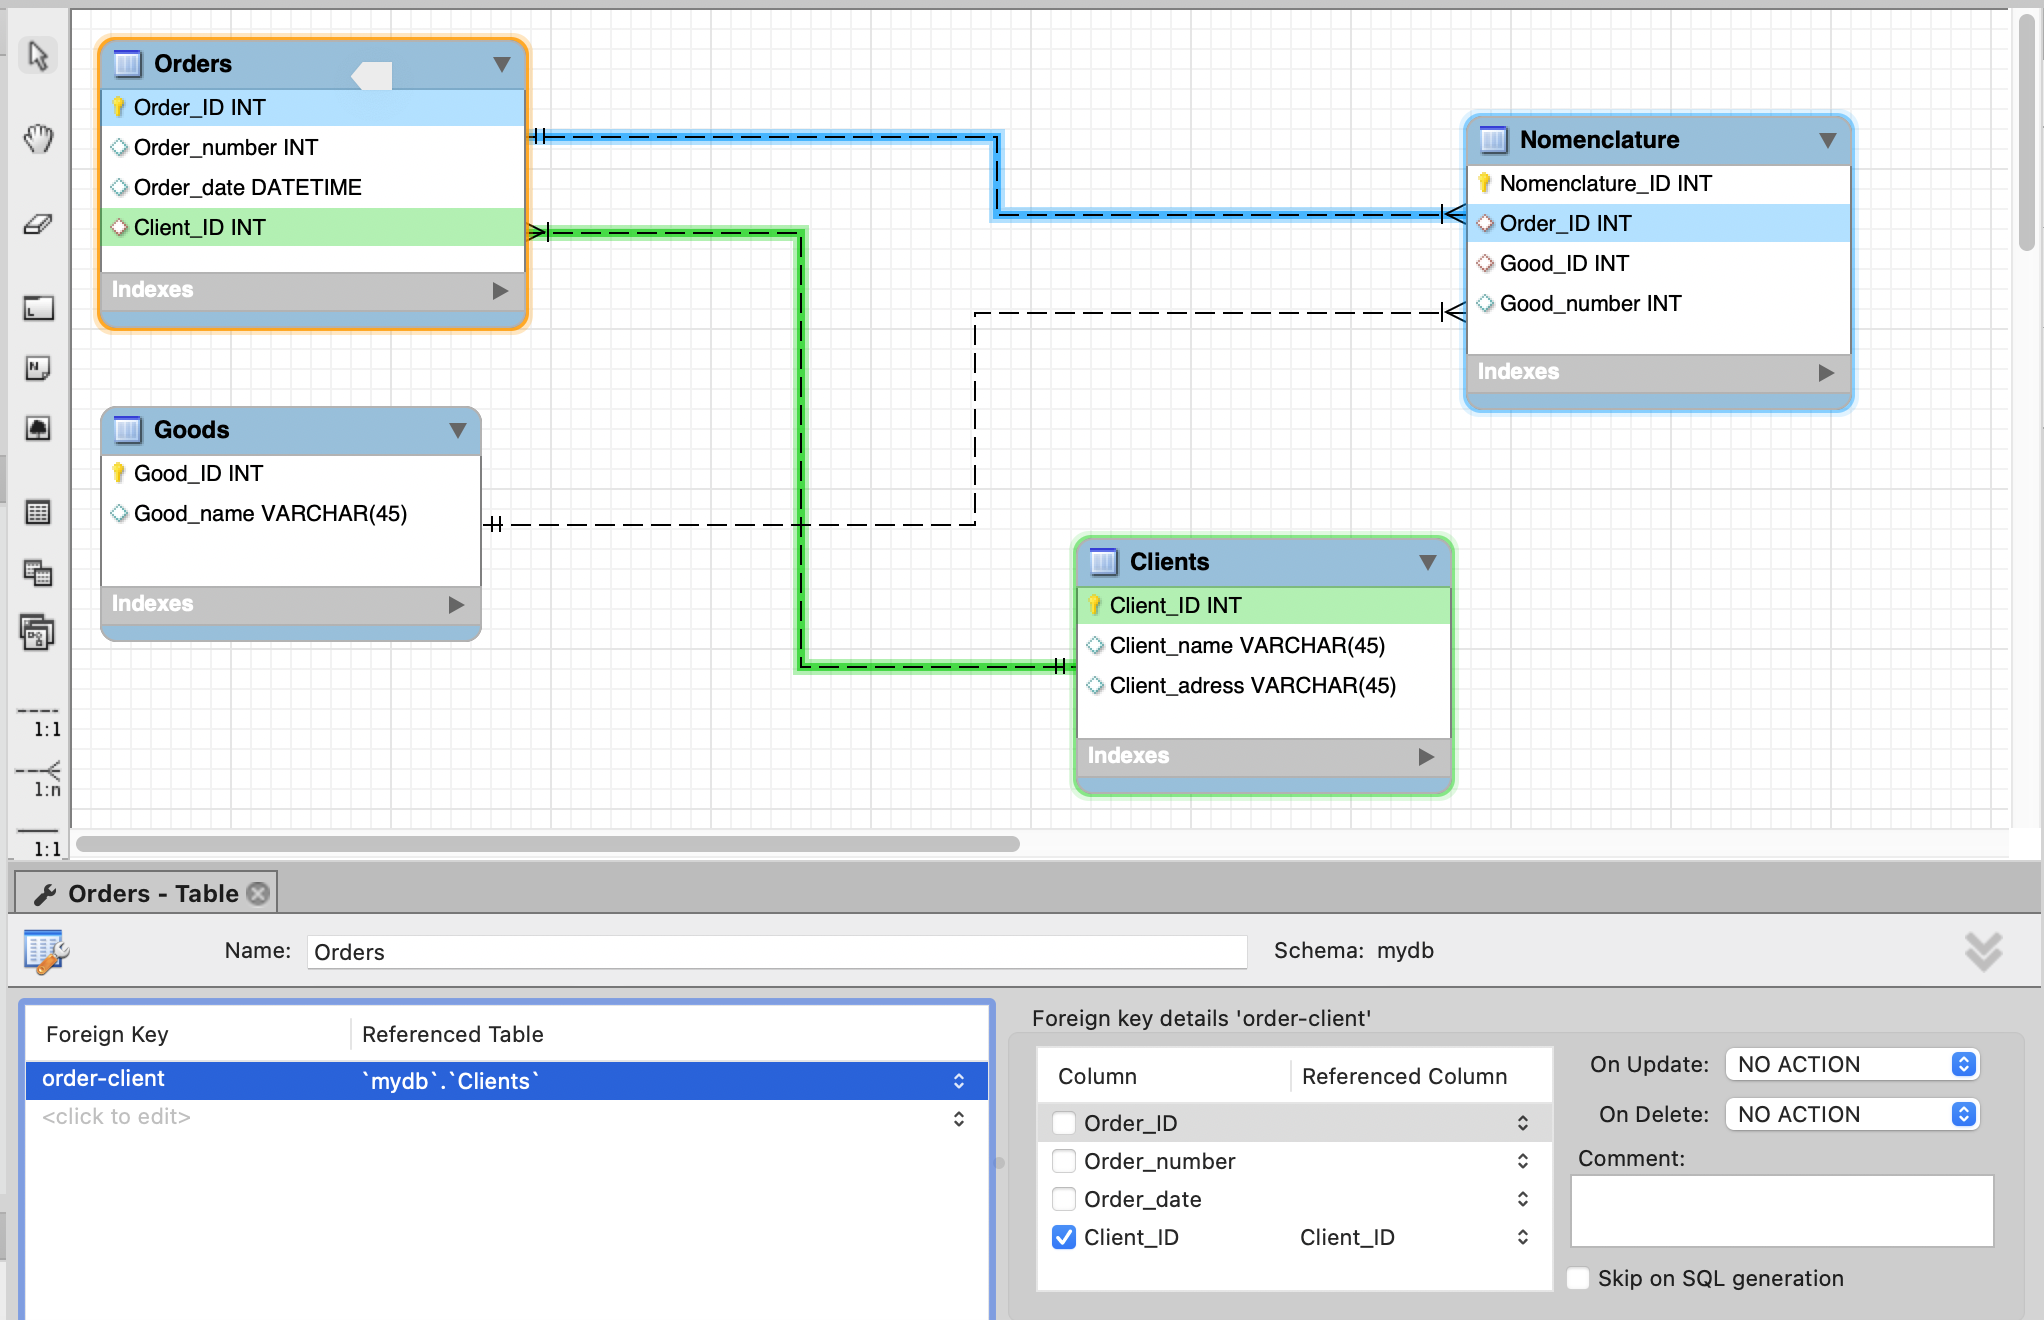 Orders
Order_ID INT
Order_number INT
Order_date DATETIME
Client_ID INT
Indexes
Nomenclature
Nomenclature_ID INT
Order_ID INT
Good_ID INT
Good_number INT
Indexes
Goods
Good_ID INT
Good_name VARCHAR(45)
Indexes
Clients
Client_ID INT
Client_name VARCHAR(45)
Client_adress VARCHAR(45)
Indexes
N
1:1
1:n
1:1
Orders - Table
Name: Orders
Schema: mydb
Foreign Key Referenced Table
order-client `mydb`.`Clients`
<click to edit>
Foreign key details 'order-client'
Column Referenced Column
Order_ID
Order_number
Order_date
Client_ID Client_ID
On Update: NO ACTION
On Delete: NO ACTION
Comment:
Skip on SQL generation